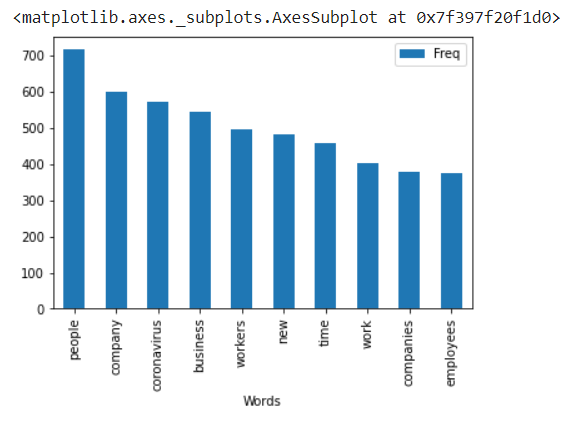 <matplotlib.axes._subplots.AxesSubplot at 0x7f397f20f1d0>
Freq
700
600
500
400
300
200
100
0
people
company
coronavirus
business
workers
new
time
work
companies
employees
Words